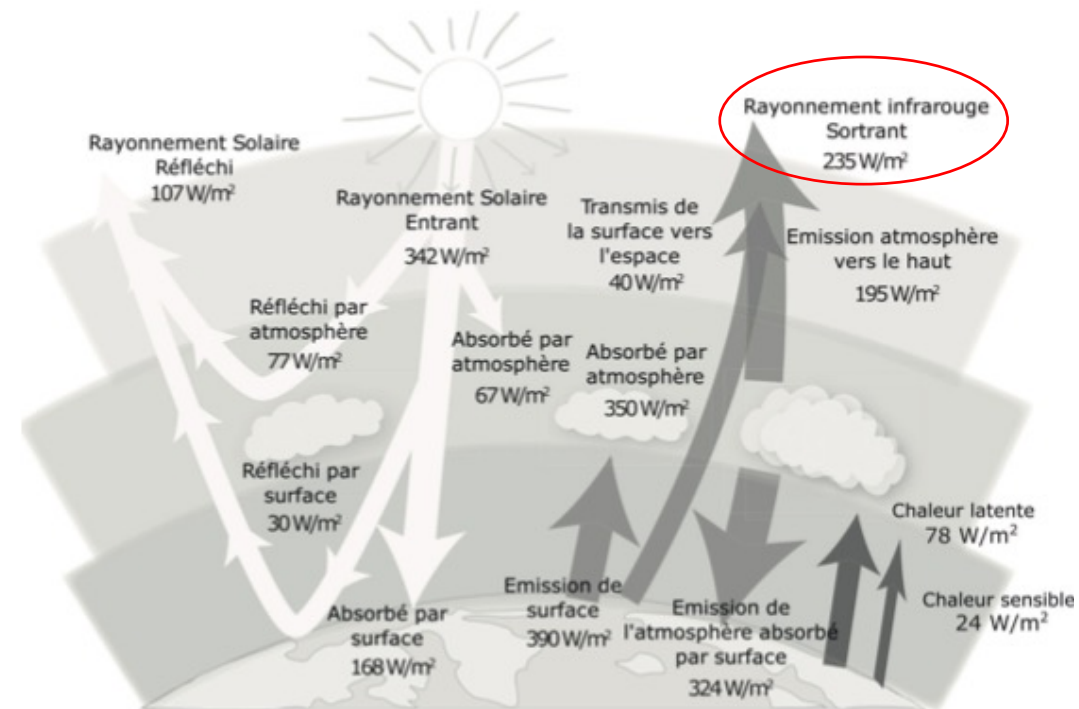 Rayonnement Solaire
Réfléchi
107 W/m²
Rayonnement Solaire
Entrant
342 W/m²
Rayonnement infrarouge
Sortrant
235 W/m²
Transmis de
la surface vers
l'espace
40 W/m²
Emission atmosphère
vers le haut
195 W/m²
Réfléchi par
atmosphère
77 W/m²
Absorbé par
atmosphère
67 W/m²
Absorbé par
atmosphère
350 W/m²
Réfléchi par
surface
30 W/m²
Chaleur latente
78 W/m²
Chaleur sensible
24 W/m²
Absorbé par
surface
168 W/m²
Emission de
surface
390 W/m²
Emission de
l'atmosphère absorbé
par surface
324 W/m²